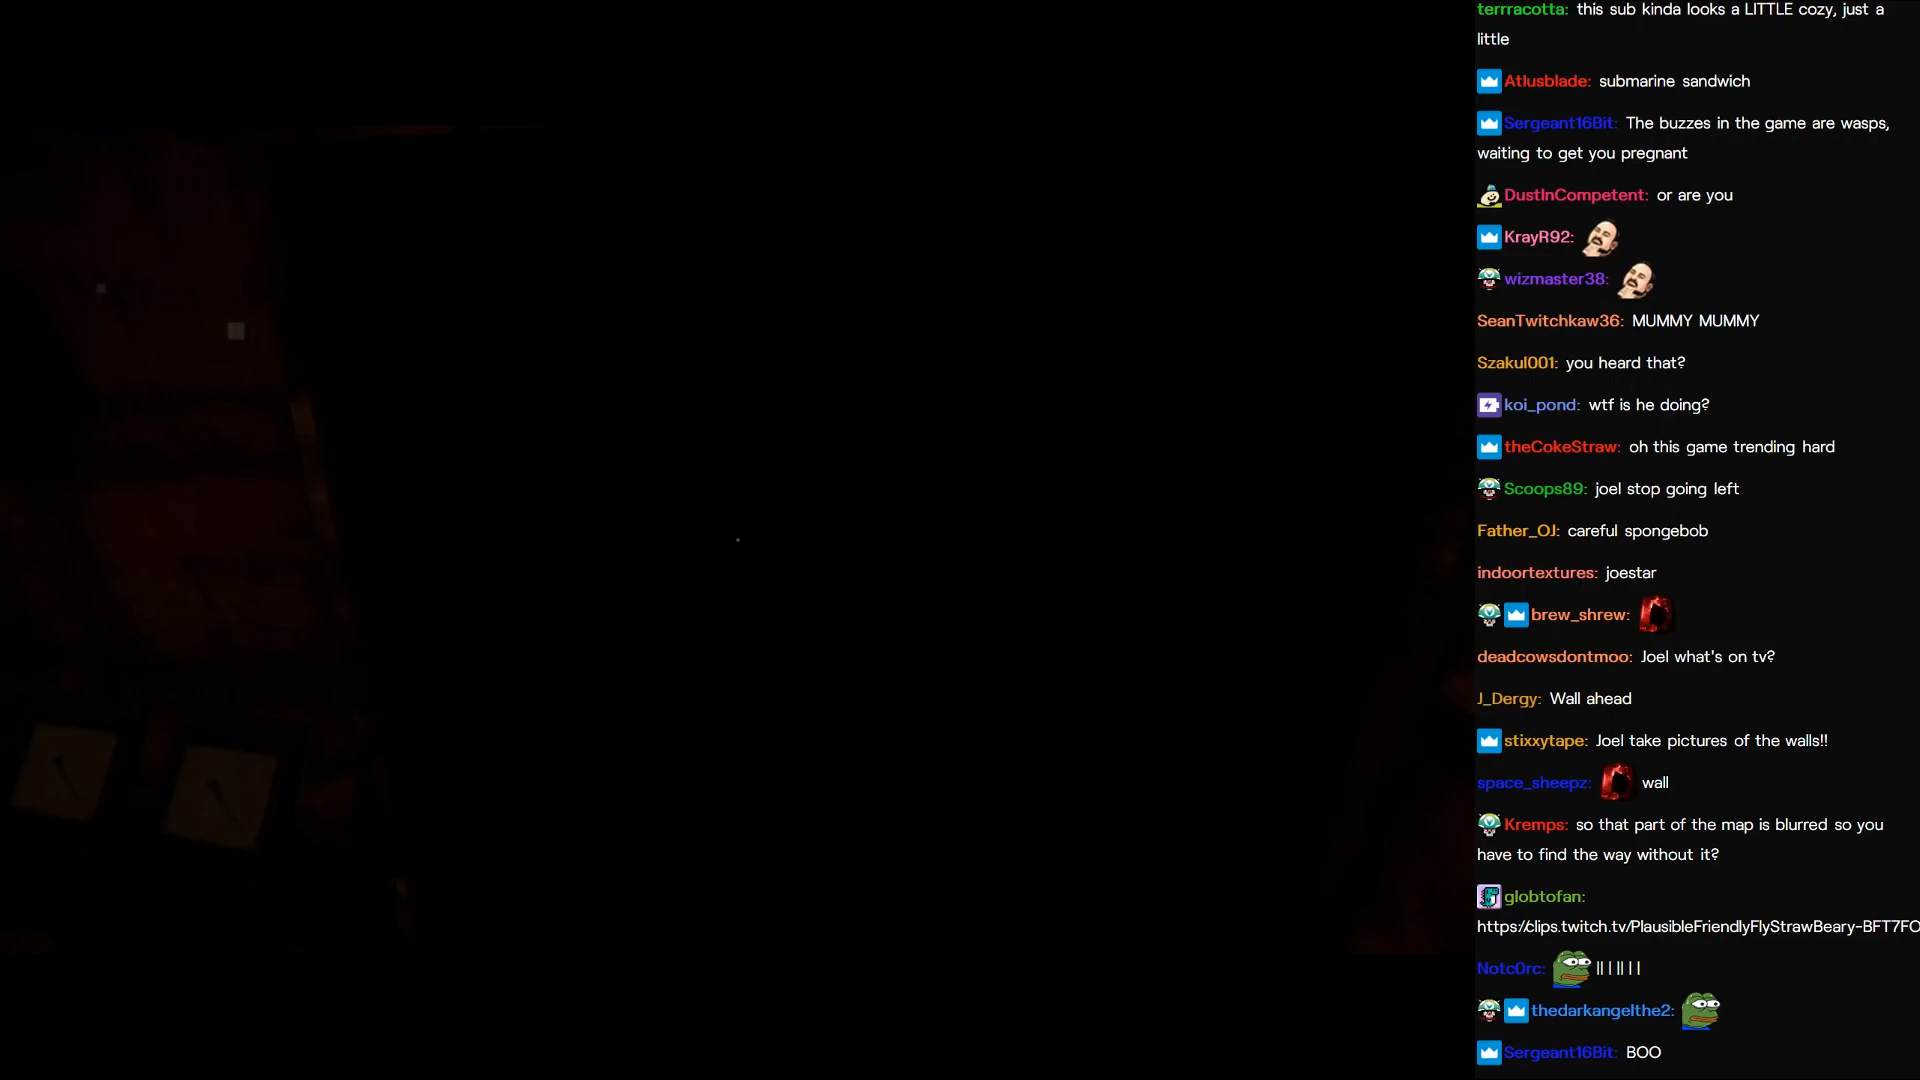 terrracotta: this sub kinda looks a LITTLE cozy, just a
little
Atlusblade: submarine sandwich
Sergeant16Bit: The buzzes in the game are wasps,
waiting to get you pregnant
DustInCompetent: or are you
KrayR92:
wizmaster38:
SeanTwitchkaw36: MUMMY MUMMY
Szakul001: you heard that?
koi_pond: wtf is he doing?
theCokeStraw: oh this game trending hard
Scoops89: joel stop going left
Father_OJ: careful spongebob
indoortextures: joestar
brew_shrew:
deadcowsdontmoo: Joel what's on tv?
J_Dergy: Wall ahead
stixxytape: Joel take pictures of the walls!!
space_sheepz: wall
Kremps: so that part of the map is blurred so you
have to find the way without it?
globtofan:
https://clips.twitch.tv/PlausibleFriendlyFlyStrawBeary-BFT7FO
Notc0rc: || | || | |
thedarkangelthe2:
Sergeant16Bit: BOO